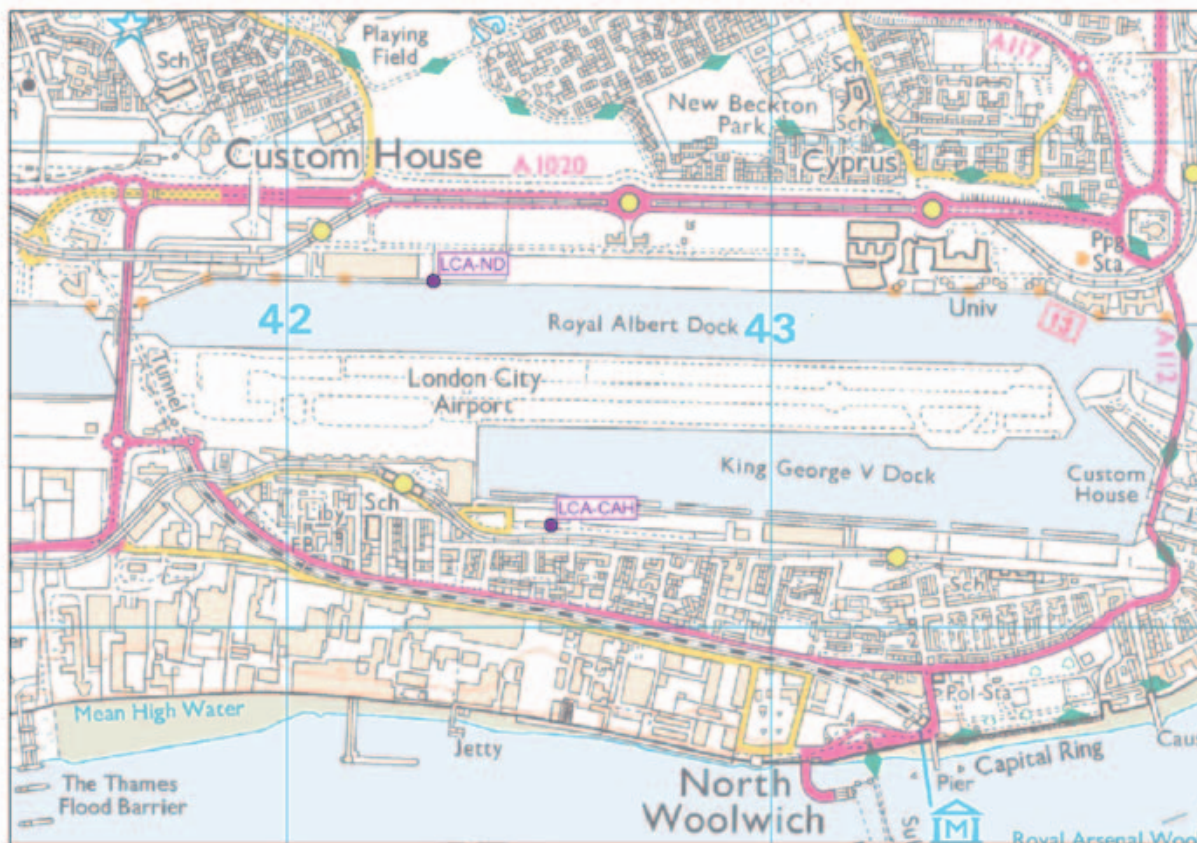 Playing
Field
Sch
A117
Sch
New Beckton
Park
Sch
Custom House
A1020
Cyprus
Ppg
Sta
LCA-ND
42
Royal Albert Dock
43
Univ
13
A112
Tunnel
London City
Airport
King George V Dock
Custom
House
Sch
Liby
LCA-CAH
FB
Sch
Pol Sta
Mean High Water
Jetty
Capital Ring
Pier
The Thames
Flood Barrier
North
Woolwich
M
Royal Arsenal Woo